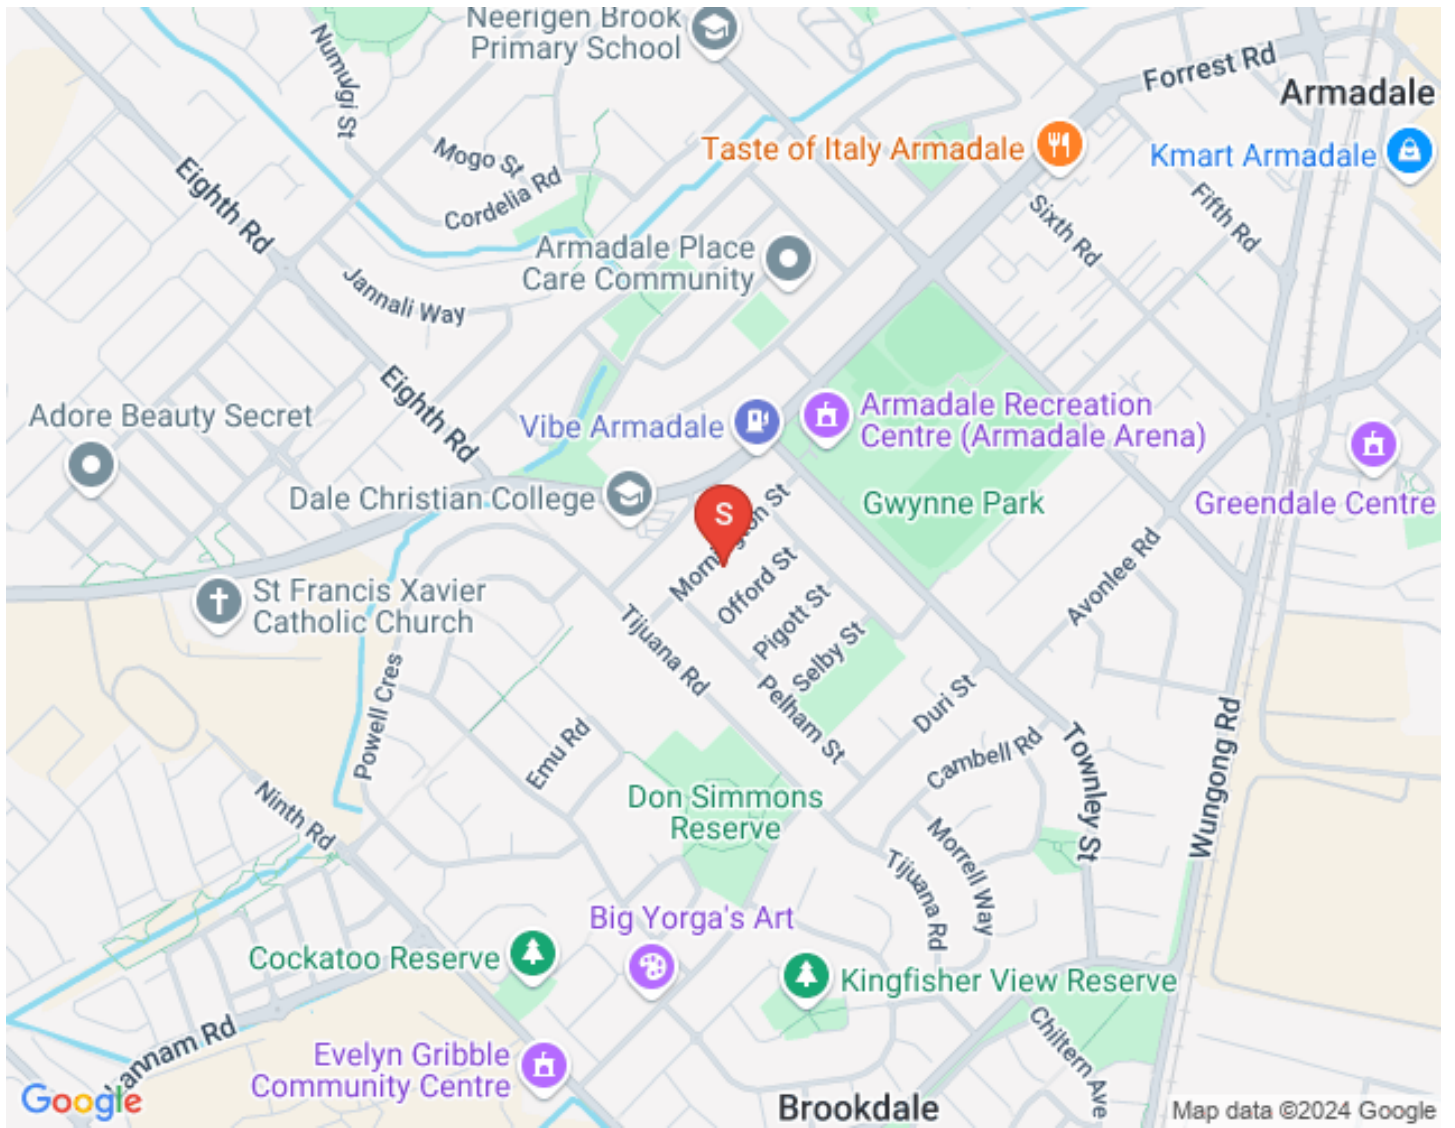 Neerigen Brook
Primary School
Numulgi St
Forrest Rd
Armadale
Taste of Italy Armadale
Kmart Armadale
Mogo St
Cordelia Rd
Eighth Rd
Sixth Rd
Fifth Rd
Armadale Place
Care Community
Jannali Way
Eighth Rd
Adore Beauty Secret
Vibe Armadale
Armadale Recreation
Centre (Armadale Arena)
Greendale Centre
Dale Christian College
S
Mornington St
Gwynne Park
Offord St
Avonlee Rd
St Francis Xavier
Catholic Church
Pigott St
Tijuana Rd
Selby St
Pelham St
Duri St
Powell Cres
Emu Rd
Cambell Rd
Townley St
Wungong Rd
Don Simmons
Reserve
Ninth Rd
Morrell Way
Tijuana Rd
Big Yorga's Art
Cockatoo Reserve
Kingfisher View Reserve
Chiltern Ave
Evelyn Gribble
Community Centre
Brookdale
Google
Map data ©2024 Google